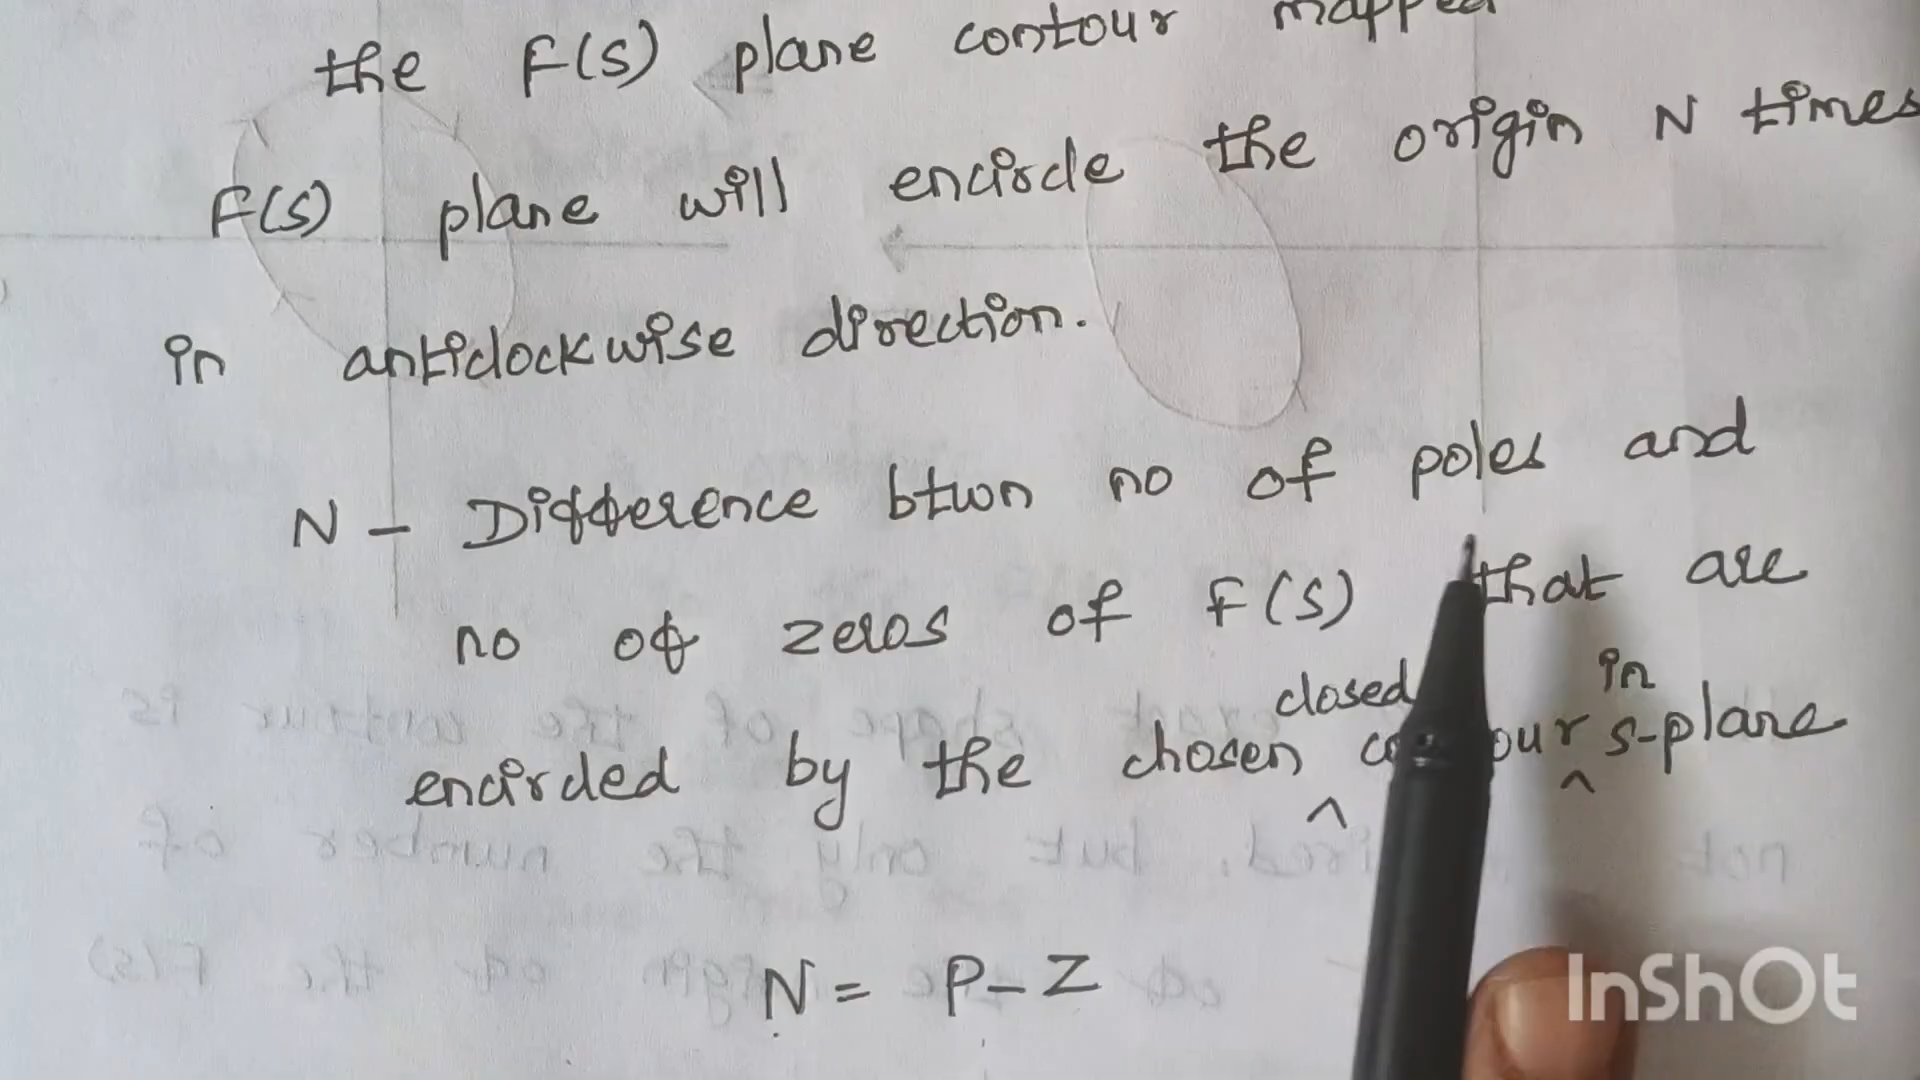 the F(s) plane contour mapped
F(s) plane will encircle the origin N times
in anticlockwise direction.
N - Difference btwn no of poles and
no of zeros of F(s) that are
closed in
encircled by the chosen contour s-plane
N = P - Z
InShOt